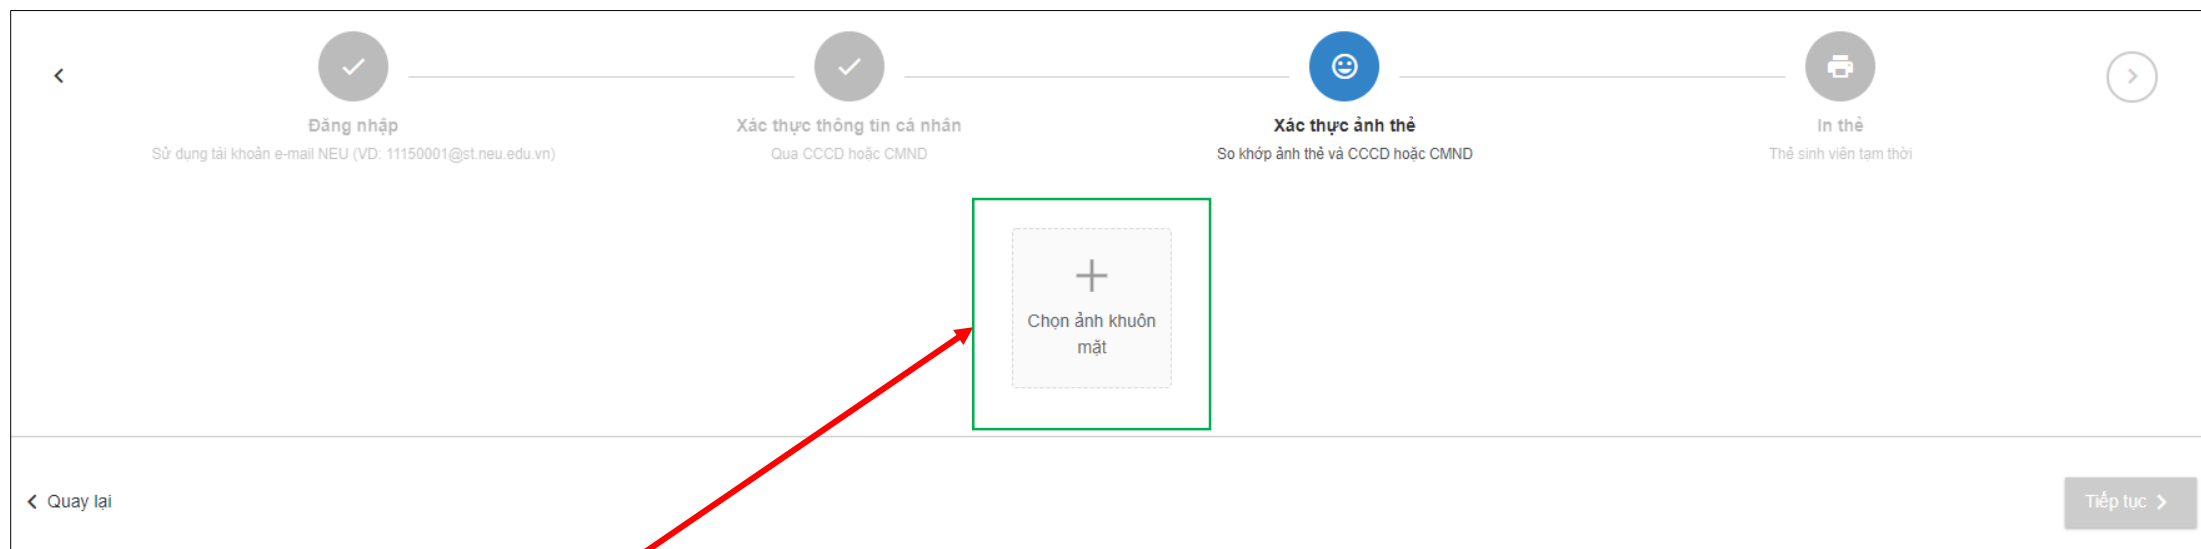 Đăng nhập
Sử dụng tài khoản e-mail NEU (VD: 11150001@st.neu.edu.vn)
Xác thực thông tin cá nhân
Qua CCCD hoặc CMND
Xác thực ảnh thẻ
So khớp ảnh thẻ và CCCD hoặc CMND
In thẻ
Thẻ sinh viên tạm thời
Chọn ảnh khuôn
mặt
Quay lại
Tiếp tục